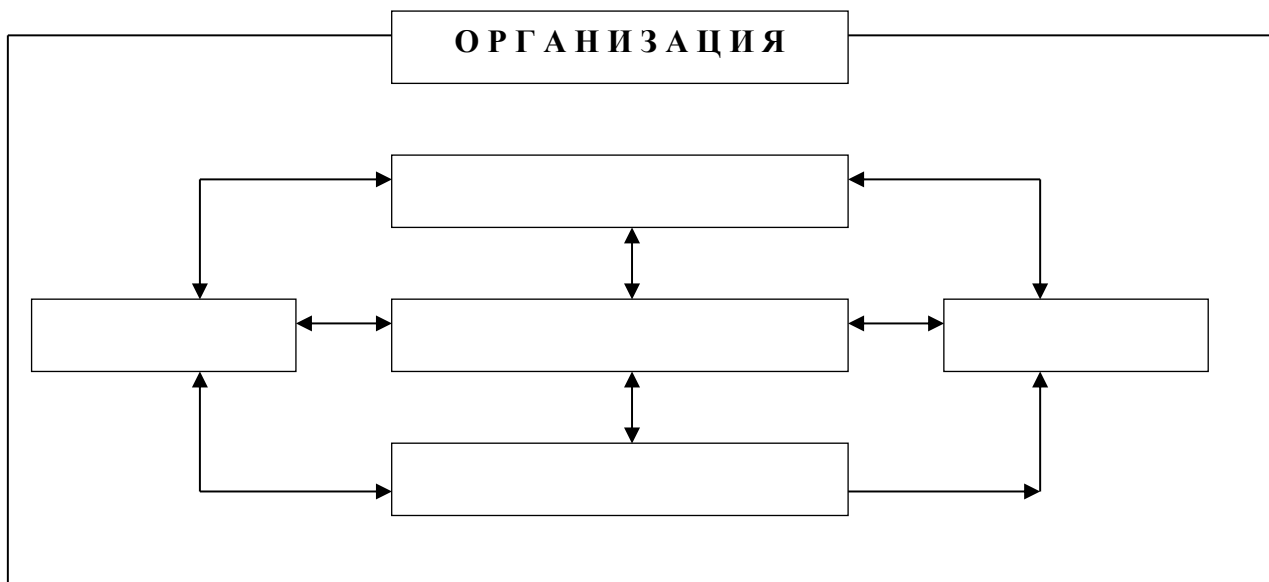 О Р Г А Н И З А Ц И Я